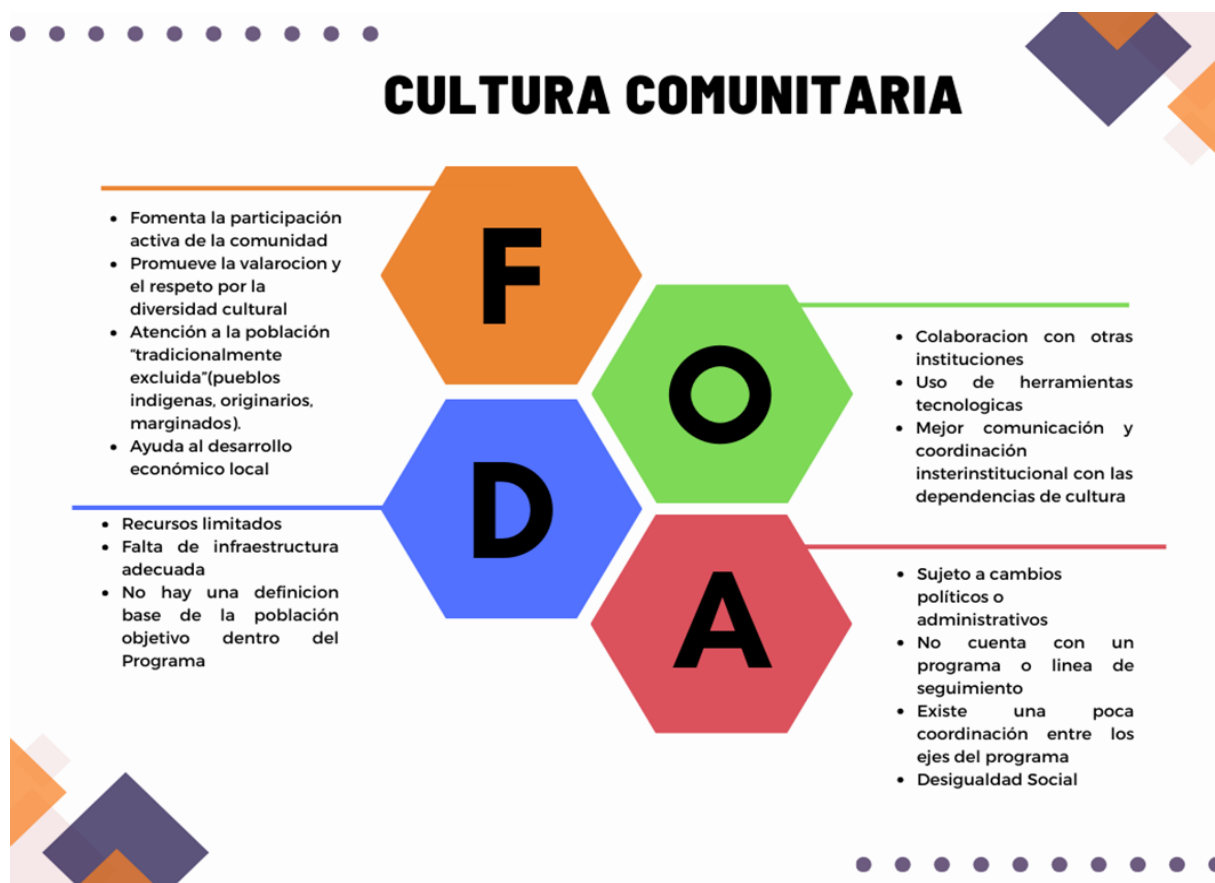 CULTURA COMUNITARIA
F
• Fomenta la participación
activa de la comunidad
• Promueve la valarocion y
el respeto por la
diversidad cultural
• Atención a la población
"tradicionalmente
excluida"(pueblos
indigenas, originarios,
marginados).
• Ayuda al desarrollo
económico local
O
• Colaboracion con otras
instituciones
• Uso de herramientas
tecnologicas
• Mejor comunicación y
coordinación
insterinstitucional con las
dependencias de cultura
D
• Recursos limitados
• Falta de infraestructura
adecuada
• No hay una definicion
base de la población
objetivo dentro del
Programa
A
• Sujeto a cambios
políticos o
administrativos
• No cuenta con un
programa o linea de
seguimiento
• Existe una poca
coordinación entre los
ejes del programa
• Desigualdad Social